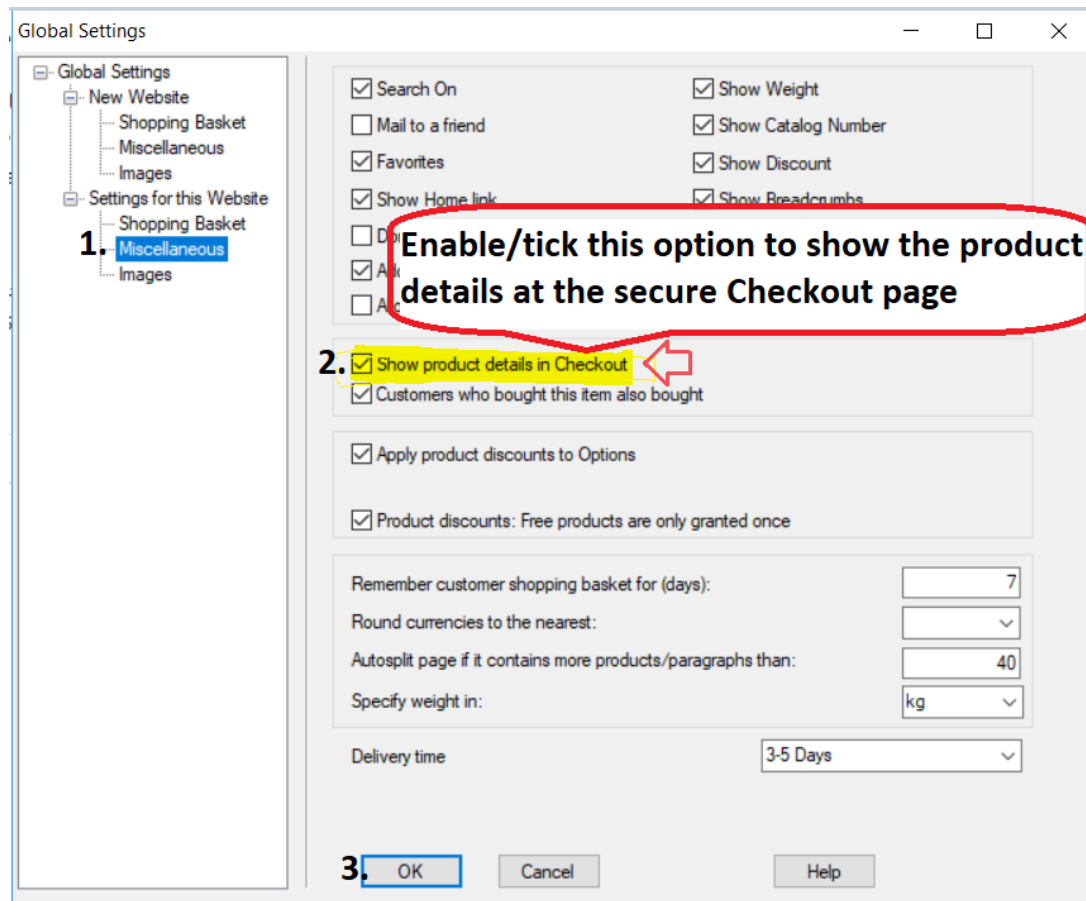 Global Settings
Global Settings
New Website
Shopping Basket
Miscellaneous
Images
Settings for this Website
Shopping Basket
1. Miscellaneous
Images
Search On
Show Weight
Mail to a friend
Show Catalog Number
Favorites
Show Discount
Show Home link
Show Breadcrumbs
Enable/tick this option to show the product
details at the secure Checkout page
2. Show product details in Checkout
Customers who bought this item also bought
Apply product discounts to Options
Product discounts: Free products are only granted once
Remember customer shopping basket for (days): 7
Round currencies to the nearest:
Autosplit page if it contains more products/paragraphs than: 40
Specify weight in: kg
Delivery time 3-5 Days
3. OK Cancel Help